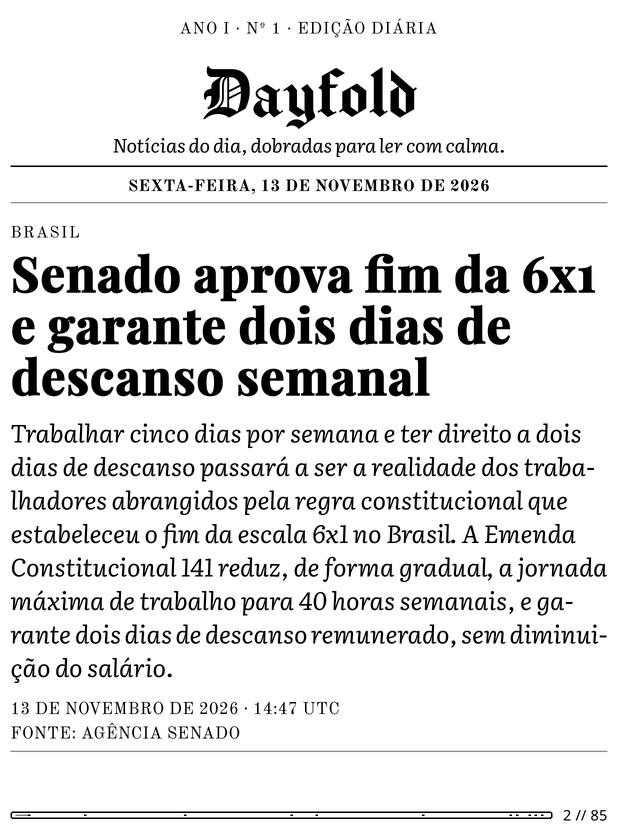 ANO I · Nº 1 · EDIÇÃO DIÁRIA
Dayfold
Notícias do dia, dobradas para ler com calma.
SEXTA-FEIRA, 13 DE NOVEMBRO DE 2026
BRASIL
Senado aprova fim da 6x1
e garante dois dias de
descanso semanal
Trabalhar cinco dias por semana e ter direito a dois
dias de descanso passará a ser a realidade dos traba-
lhadores abrangidos pela regra constitucional que
estabeleceu o fim da escala 6x1 no Brasil. A Emenda
Constitucional 141 reduz, de forma gradual, a jornada
máxima de trabalho para 40 horas semanais, e ga-
rante dois dias de descanso remunerado, sem diminui-
ção do salário.
13 DE NOVEMBRO DE 2026 · 14:47 UTC
FONTE: AGÊNCIA SENADO
2 // 85